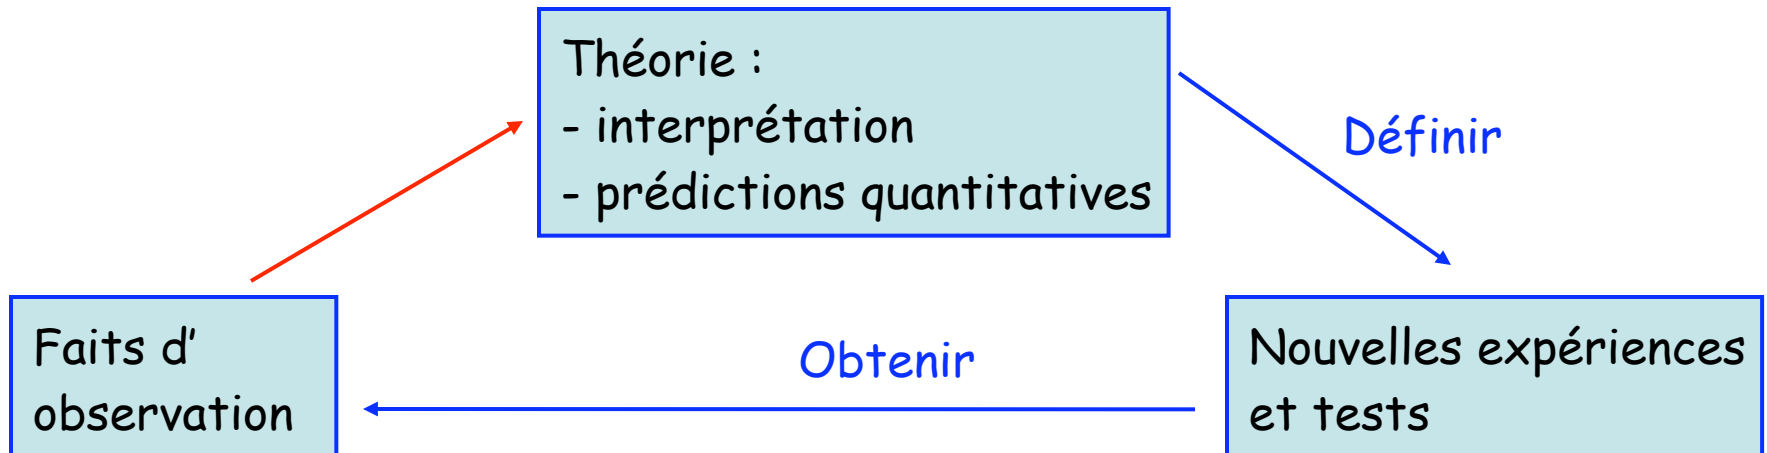 Théorie :
- interprétation
- prédictions quantitatives
Définir
Faits d’
observation
Obtenir
Nouvelles expériences
et tests